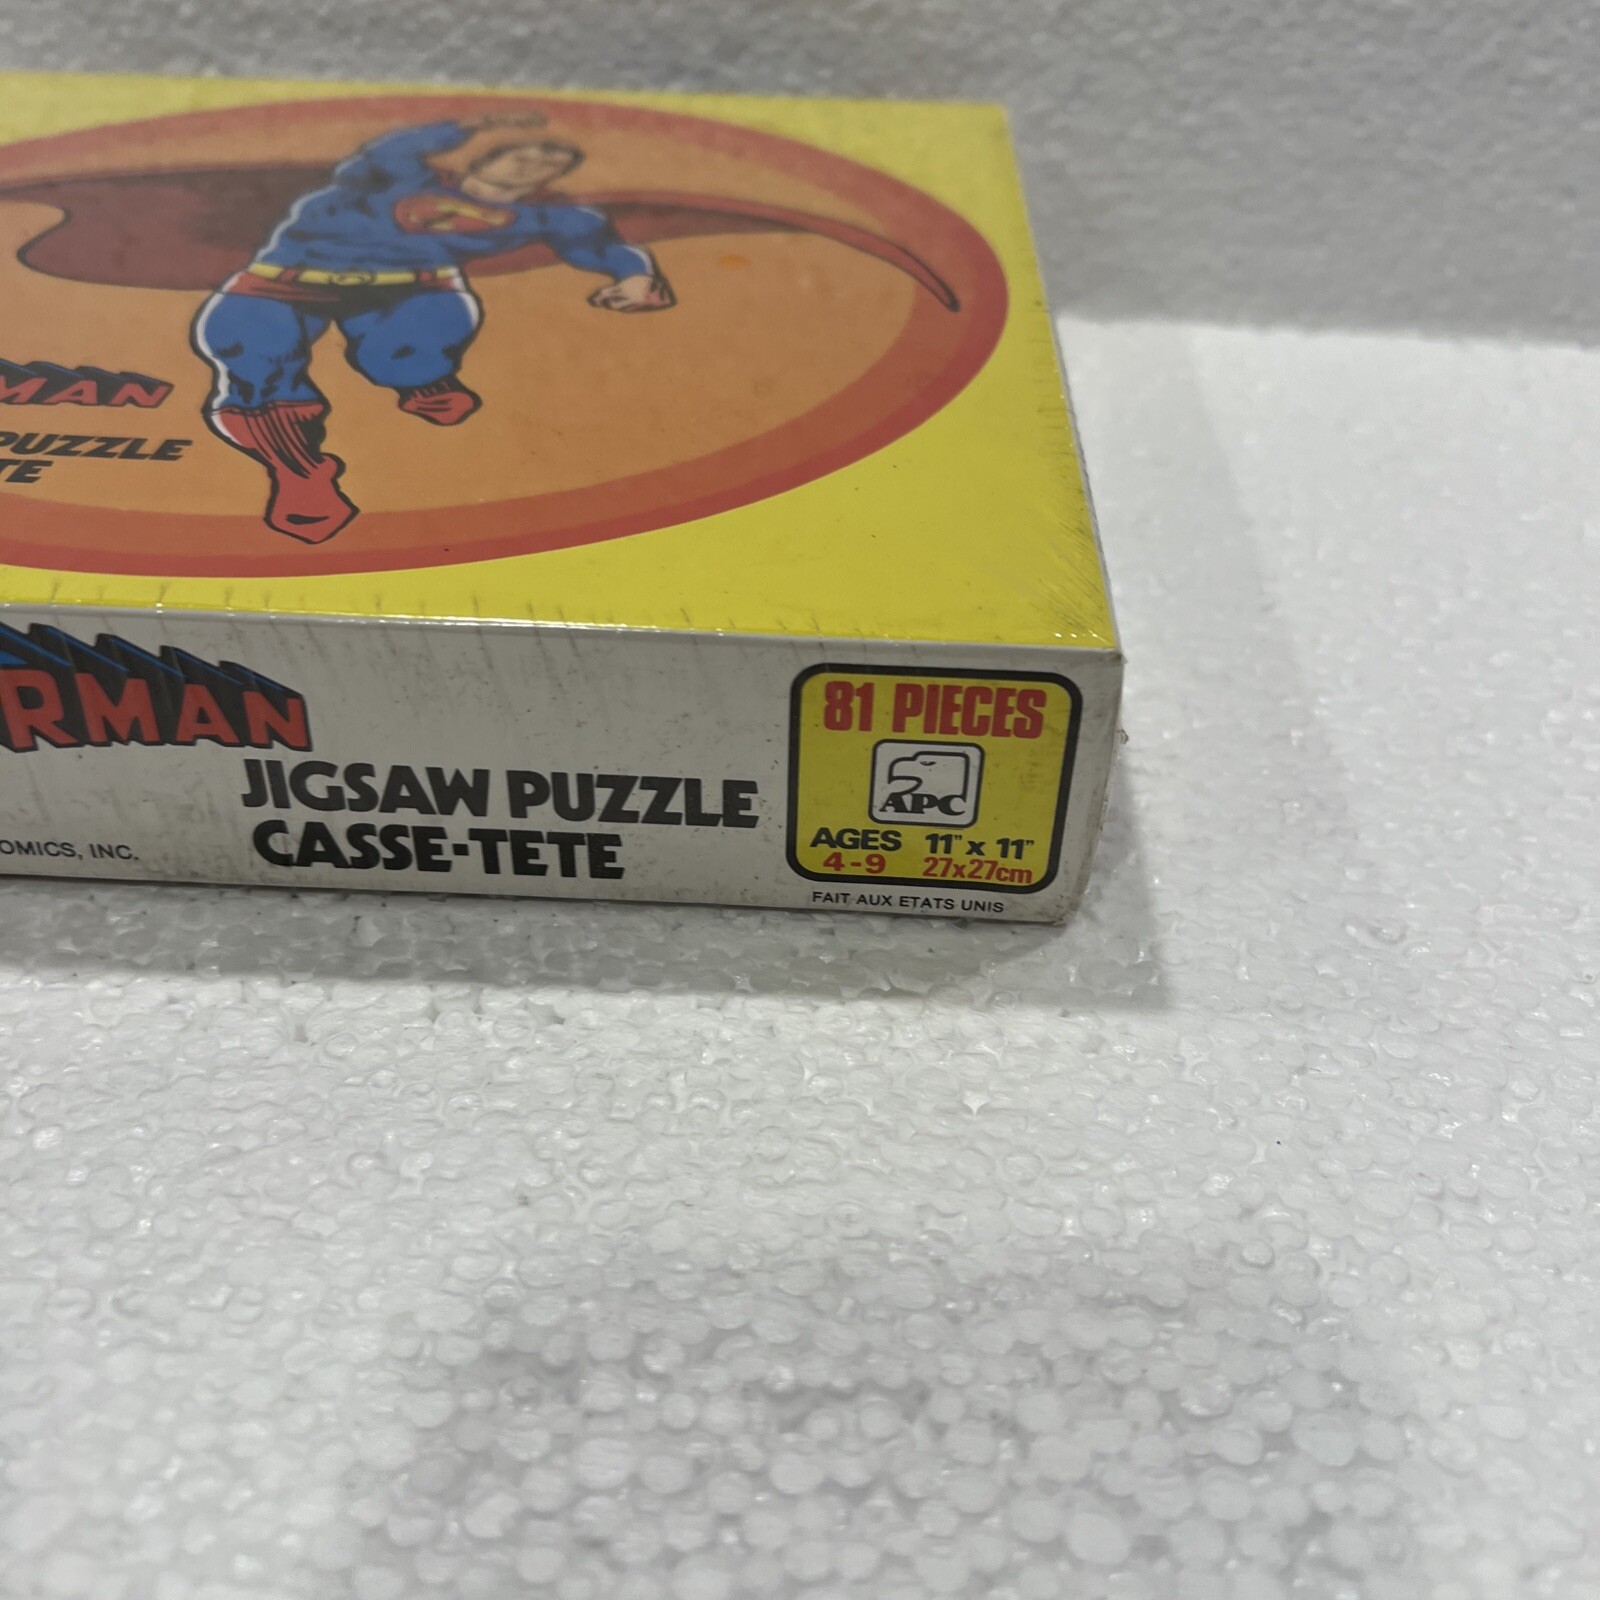 MAN
PUZZLE
TE
RMAN
JIGSAW PUZZLE
CASSE-TETE
OMICS, INC.
81 PIECES
APC
AGES 11" x 11"
4-9 27x27cm
FAIT AUX ETATS UNIS